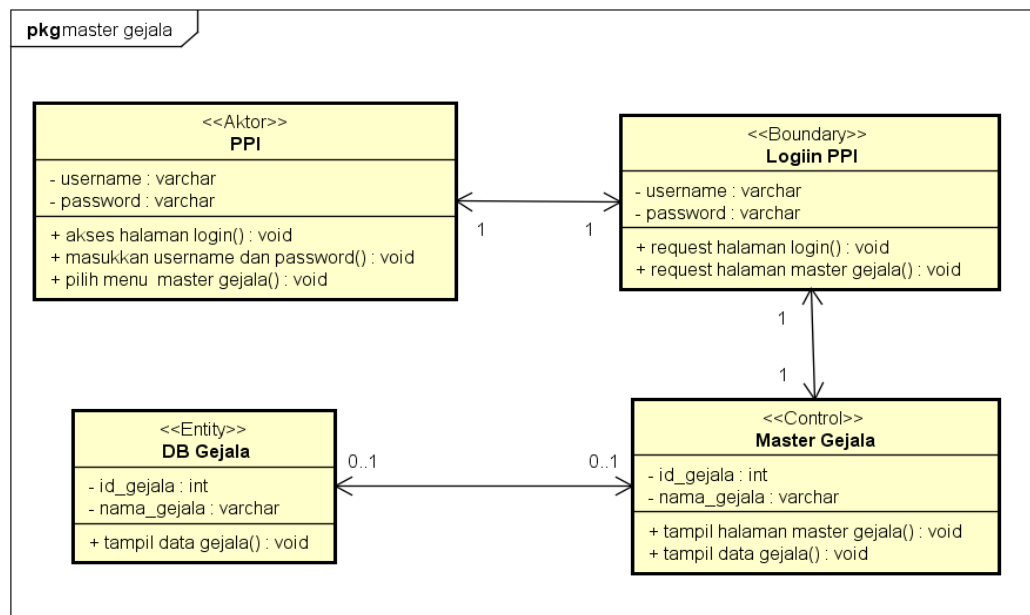 pkg master gejala
<<Aktor>>
PPI
- username : varchar
- password : varchar
+ akses halaman login() : void
+ masukkan username dan password() : void
+ pilih menu master gejala() : void
<<Boundary>>
Logiin PPI
- username : varchar
- password : varchar
+ request halaman login() : void
+ request halaman master gejala() : void
1
1
1
1
<<Entity>>
DB Gejala
- id_gejala : int
- nama_gejala : varchar
+ tampil data gejala() : void
0..1
0..1
<<Control>>
Master Gejala
- id_gejala : int
- nama_gejala : varchar
+ tampil halaman master gejala() : void
+ tampil data gejala() : void